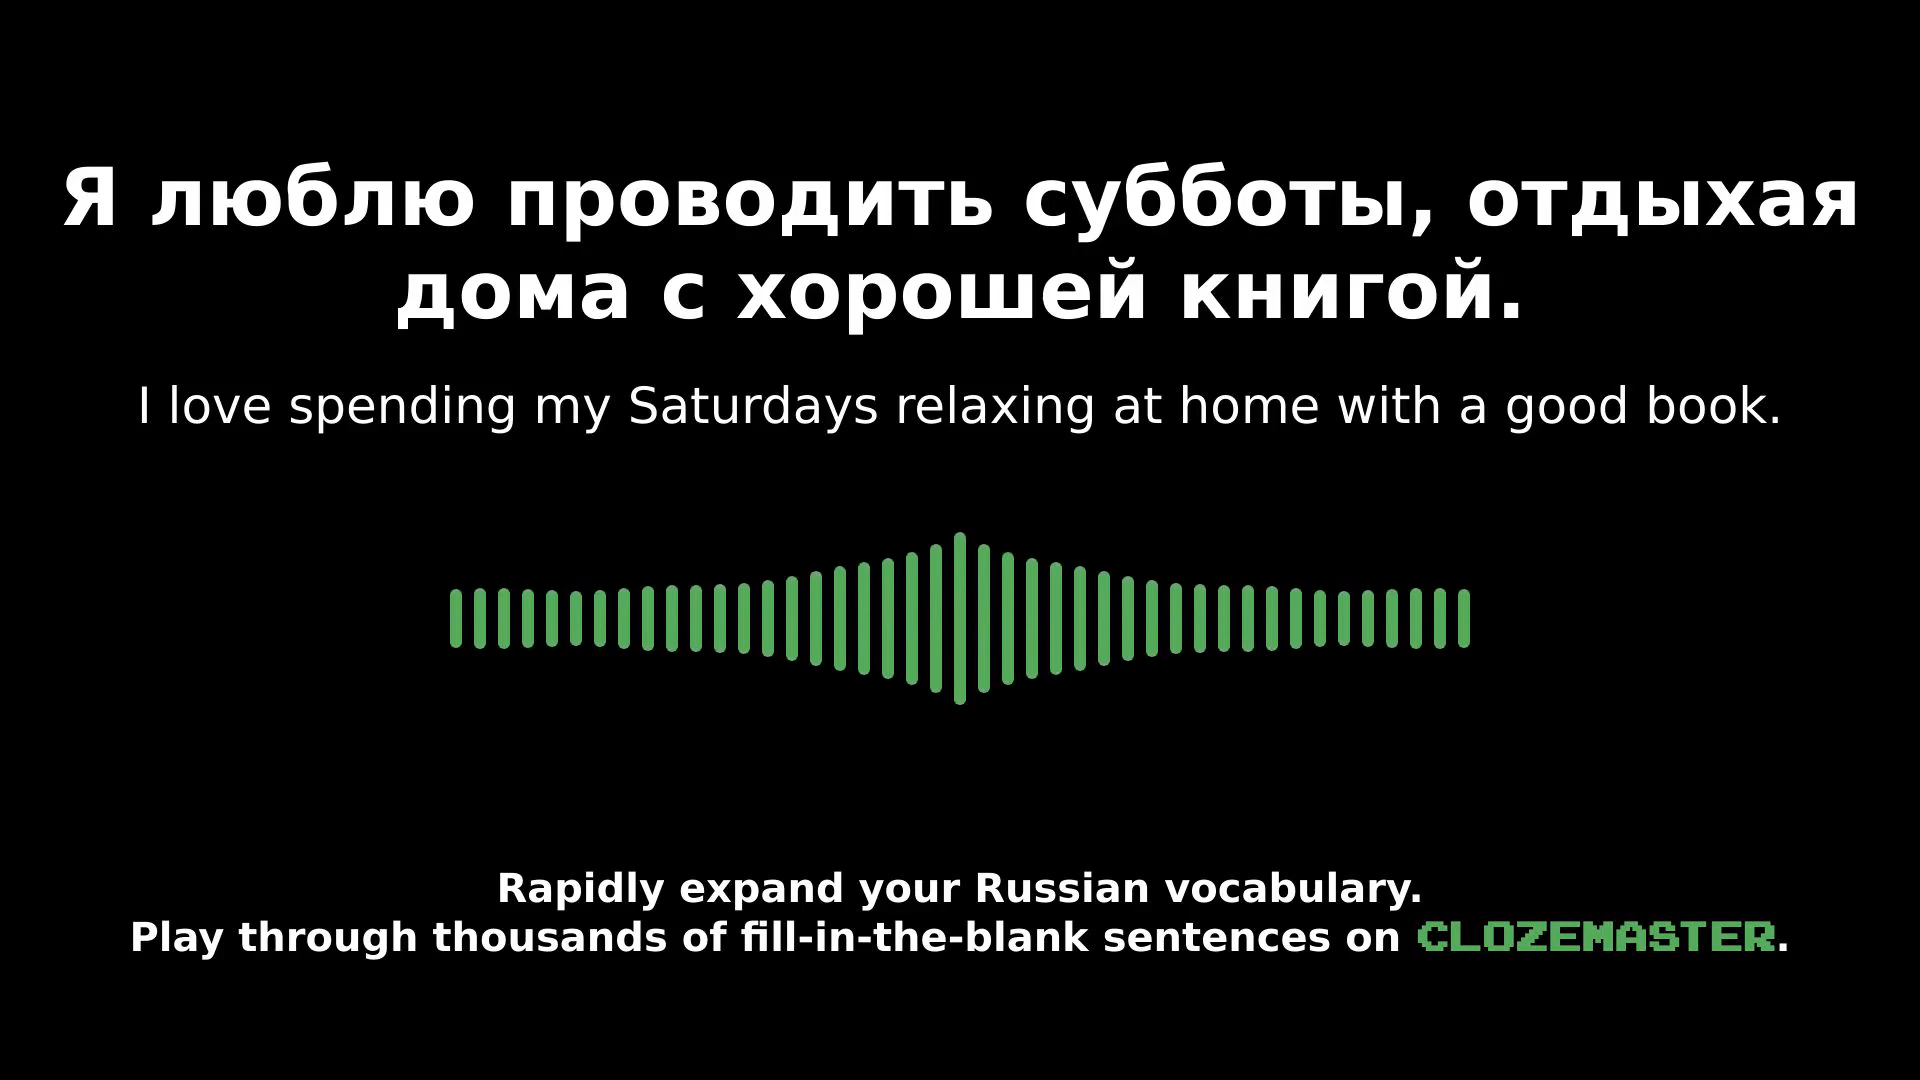 Я люблю проводить субботы, отдыхая
дома с хорошей книгой.
I love spending my Saturdays relaxing at home with a good book.
Rapidly expand your Russian vocabulary.
Play through thousands of fill-in-the-blank sentences on CLOZEMASTER.